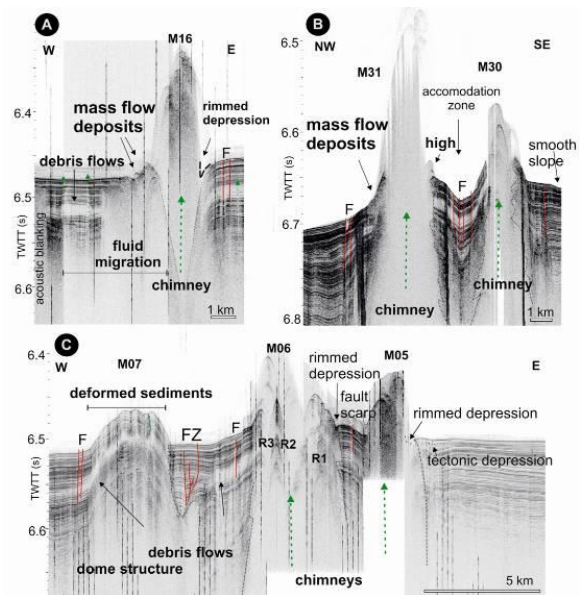 A
M16
W
E
6.4
6.5
6.6
TWTT (s)
mass flow
deposits
rimmed
depression
debris flows
F
acoustic blanking
fluid
migration
chimney
1 km
B
6.5
NW
SE
M31
M30
accomodation
zone
6.6
mass flow
deposits
high
smooth
slope
F
F
TWTT (s)
6.7
chimney
chimney
6.8
1 km
C
6.4
W
M07
M06
M05
E
deformed sediments
rimmed
depression
fault
scarp
rimmed depression
tectonic depression
F
FZ
F
R3
R2
R1
6.5
TWTT (s)
6.6
debris flows
dome structure
chimneys
5 km